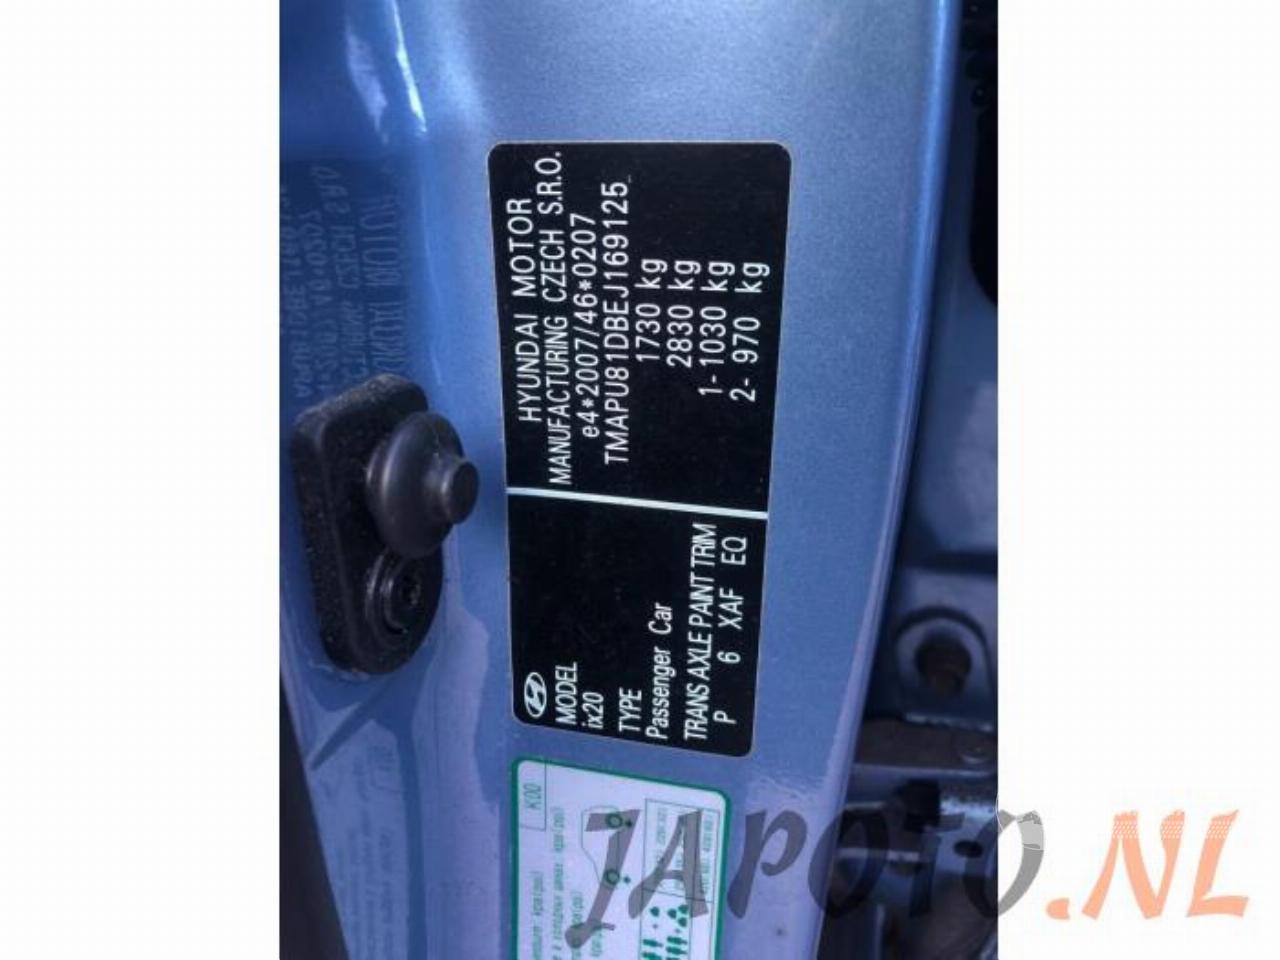 HYUNDAI MOTOR
MANUFACTURING CZECH S.R.O.
e4*2007/46*0207
TMAPU81DBEJ169125
1730 kg
2830 kg
1- 1030 kg
2- 970 kg
MODEL
ix20
TYPE
Passenger Car
TRANS AXLE PAINT TRIM
P 6 XAF EQ
K00
JAPOTO.NL